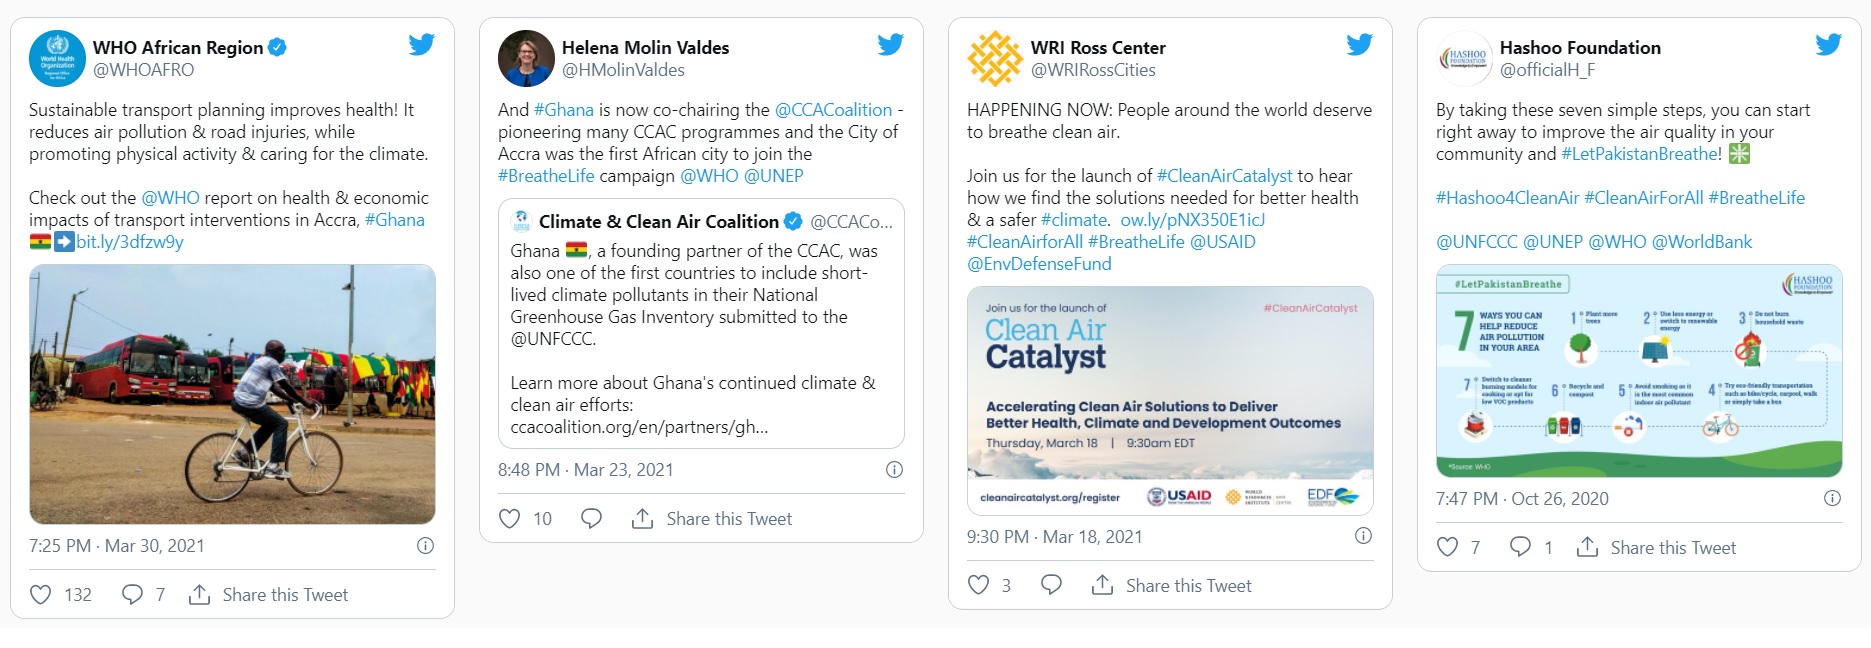 WHO African Region
@WHOAFRO
Sustainable transport planning improves health! It
reduces air pollution & road injuries, while
promoting physical activity & caring for the climate.
Check out the @WHO report on health & economic
impacts of transport interventions in Accra, #Ghana
bit.ly/3dfzw9y
7:25 PM · Mar 30, 2021
132 7 Share this Tweet
Helena Molin Valdes
@HMolinValdes
And #Ghana is now co-chairing the @CCACoalition -
pioneering many CCAC programmes and the City of
Accra was the first African city to join the
#BreatheLife campaign @WHO @UNEP
Climate & Clean Air Coalition @CCACo...
Ghana , a founding partner of the CCAC, was
also one of the first countries to include short-
lived climate pollutants in their National
Greenhouse Gas Inventory submitted to the
@UNFCCC.
Learn more about Ghana's continued climate &
clean air efforts:
ccacoalition.org/en/partners/gh...
8:48 PM · Mar 23, 2021
10 Share this Tweet
WRI Ross Center
@WRIRossCities
HAPPENING NOW: People around the world deserve
to breathe clean air.
Join us for the launch of #CleanAirCatalyst to hear
how we find the solutions needed for better health
& a safer #climate. ow.ly/pNX350E1icJ
#CleanAirforAll #BreatheLife @USAID
@EnvDefenseFund
Join us for the launch of
#CleanAirCatalyst
Clean Air
Catalyst
Accelerating Clean Air Solutions to Deliver
Better Health, Climate and Development Outcomes
Thursday, March 18 | 9:30am EDT
cleanaircatalyst.org/register
USAID
WORLD
RESOURCES
INSTITUTE
EDF
9:30 PM · Mar 18, 2021
3 Share this Tweet
Hashoo Foundation
@officialH_F
By taking these seven simple steps, you can start
right away to improve the air quality in your
community and #LetPakistanBreathe!
#Hashoo4CleanAir #CleanAirForAll #BreatheLife
@UNFCCC @UNEP @WHO @WorldBank
#LetPakistanBreathe
HASHOO
FOUNDATION
7 WAYS YOU CAN
HELP REDUCE
AIR POLLUTION
IN YOUR AREA
1 Plant more
trees
2 Use less energy or
switch to renewable
energy
3 Do not burn
household waste
7 Switch to cleaner
burning models for
cooking or opt for
low VOC products
6 Recycle and
compost
5 Avoid smoking as it
is the most common
indoor air pollutant
4 Try eco-friendly transportation
such as bike/cycle, carpool, walk
or simply take a bus
*Source: WHO
7:47 PM · Oct 26, 2020
7 1 Share this Tweet